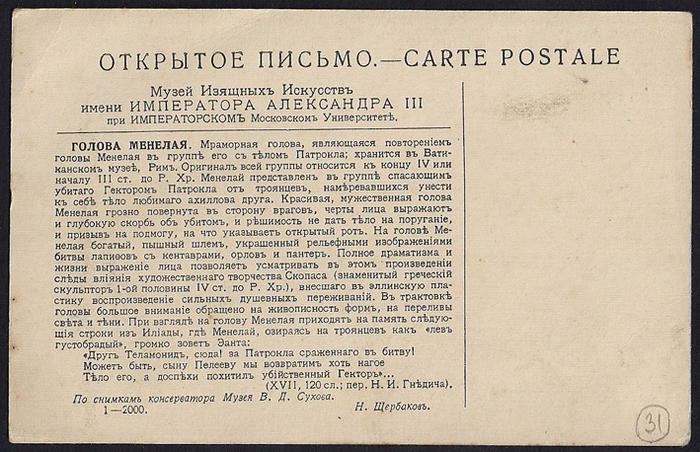 ОТКРЫТОЕ ПИСЬМО.—CARTE POSTALE
Музей Изящныхъ Искусствъ
имени ИМПЕРАТОРА АЛЕКСАНДРА III
при ИМПЕРАТОРСКОМЪ Московскомъ Университетѣ.
ГОЛОВА МЕНЕЛАЯ. Мраморная голова, являющаяся повтореніемъ
головы Менелая въ группѣ его съ тѣломъ Патрокла; хранится въ Вати-
манскомъ музеѣ, Римъ. Оригиналъ всей группы относится къ концу IV или
началу III ст. до Р. Хр. Менелай представленъ въ группѣ спасающимъ
убитаго Гекторомъ Патрокла отъ троянцевъ, намѣревавшихся унести
къ себѣ тѣло любимаго ахиллова друга. Красивая, мужественная голова
Менелая грозно повернута въ сторону враговъ, черты лица выражаютъ
и глубокую скорбь объ убитомъ, и рѣшимость не дать тѣло на поруганіе,
и призывъ на подмогу, на что указываетъ открытый ротъ. На головѣ Ме-
нелая богатый, пышный шлемъ, украшенный рельефными изображеніями
битвы лапиѳовъ съ кентаврами, орловъ и пантеръ. Полное драматизма и
жизни выраженіе лица позволяетъ усматривать въ этомъ произведеніи
слѣды вліянія художественнаго творчества Скопаса (знаменитый греческій
скульпторъ 1-ой половины IV ст. до Р. Хр.), внесшаго въ эллинскую пла-
стику воспроизведеніе сильныхъ душевныхъ переживаній. Въ трактовкѣ
головы большое вниманіе обращено на живописность формъ, на переливы
свѣта и тѣни. При взглядѣ на голову Менелая приходятъ на память слѣдую-
щія строки изъ Иліады, гдѣ Менелай, озираясь на троянцевъ какъ «левъ
густобрадый», громко зоветъ Эанта:
«Другъ Теламонидъ, сюда! за Патрокла сраженнаго въ битву!
Можетъ быть, сыну Пелееву мы возвратимъ хоть нагое
Тѣло его, а доспѣхи похитилъ убійственный Гекторъ»...
(XVII, 120 сл.; пер. Н. И. Гнѣдича).
По снимкамъ консерватора Музея В. Д. Сухова.
1—2000. Н. Щербаковъ.
31